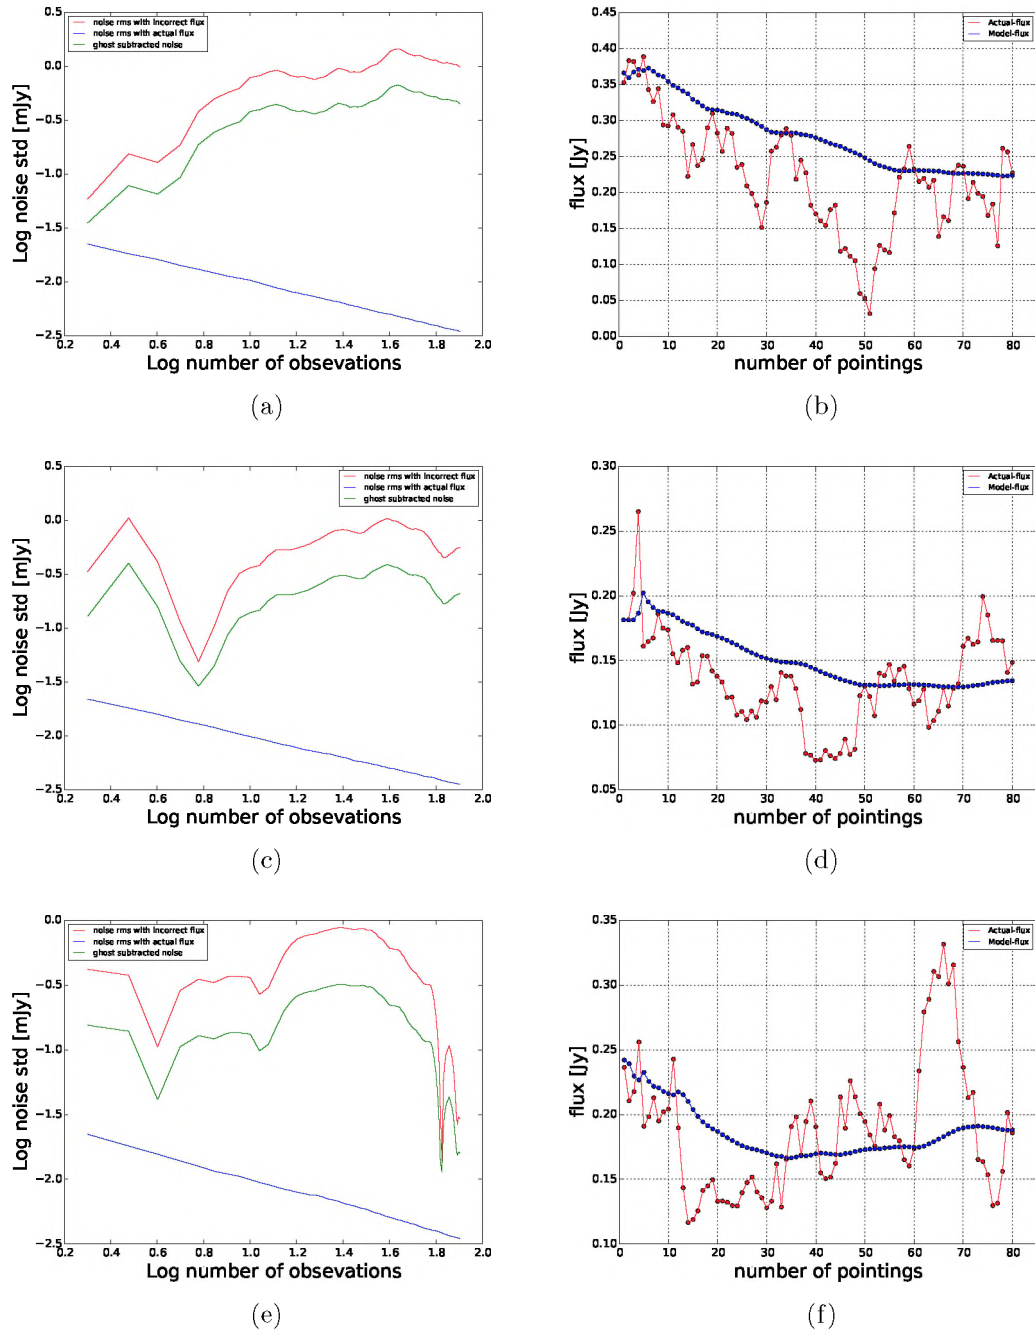 noise rms with incorrect flux
noise rms with actual flux
ghost subtracted noise
Log noise std [mJy]
0.5
0.0
−0.5
−1.0
−1.5
−2.0
−2.5
0.2 0.4 0.6 0.8 1.0 1.2 1.4 1.6 1.8 2.0
Log number of obsevations
(a)
Actual-flux
Model-flux
flux [Jy]
0.45
0.40
0.35
0.30
0.25
0.20
0.15
0.10
0.05
0.00
0 10 20 30 40 50 60 70 80
number of pointings
(b)
noise rms with incorrect flux
noise rms with actual flux
ghost subtracted noise
Log noise std [mJy]
0.5
0.0
−0.5
−1.0
−1.5
−2.0
−2.5
0.2 0.4 0.6 0.8 1.0 1.2 1.4 1.6 1.8 2.0
Log number of obsevations
(c)
Actual-flux
Model-flux
flux [Jy]
0.30
0.25
0.20
0.15
0.10
0.05
0 10 20 30 40 50 60 70 80
number of pointings
(d)
noise rms with incorrect flux
noise rms with actual flux
ghost subtracted noise
Log noise std [mJy]
0.0
−0.5
−1.0
−1.5
−2.0
−2.5
0.2 0.4 0.6 0.8 1.0 1.2 1.4 1.6 1.8 2.0
Log number of obsevations
(e)
Actual-flux
Model-flux
flux [Jy]
0.35
0.30
0.25
0.20
0.15
0.10
0 10 20 30 40 50 60 70 80
number of pointings
(f)